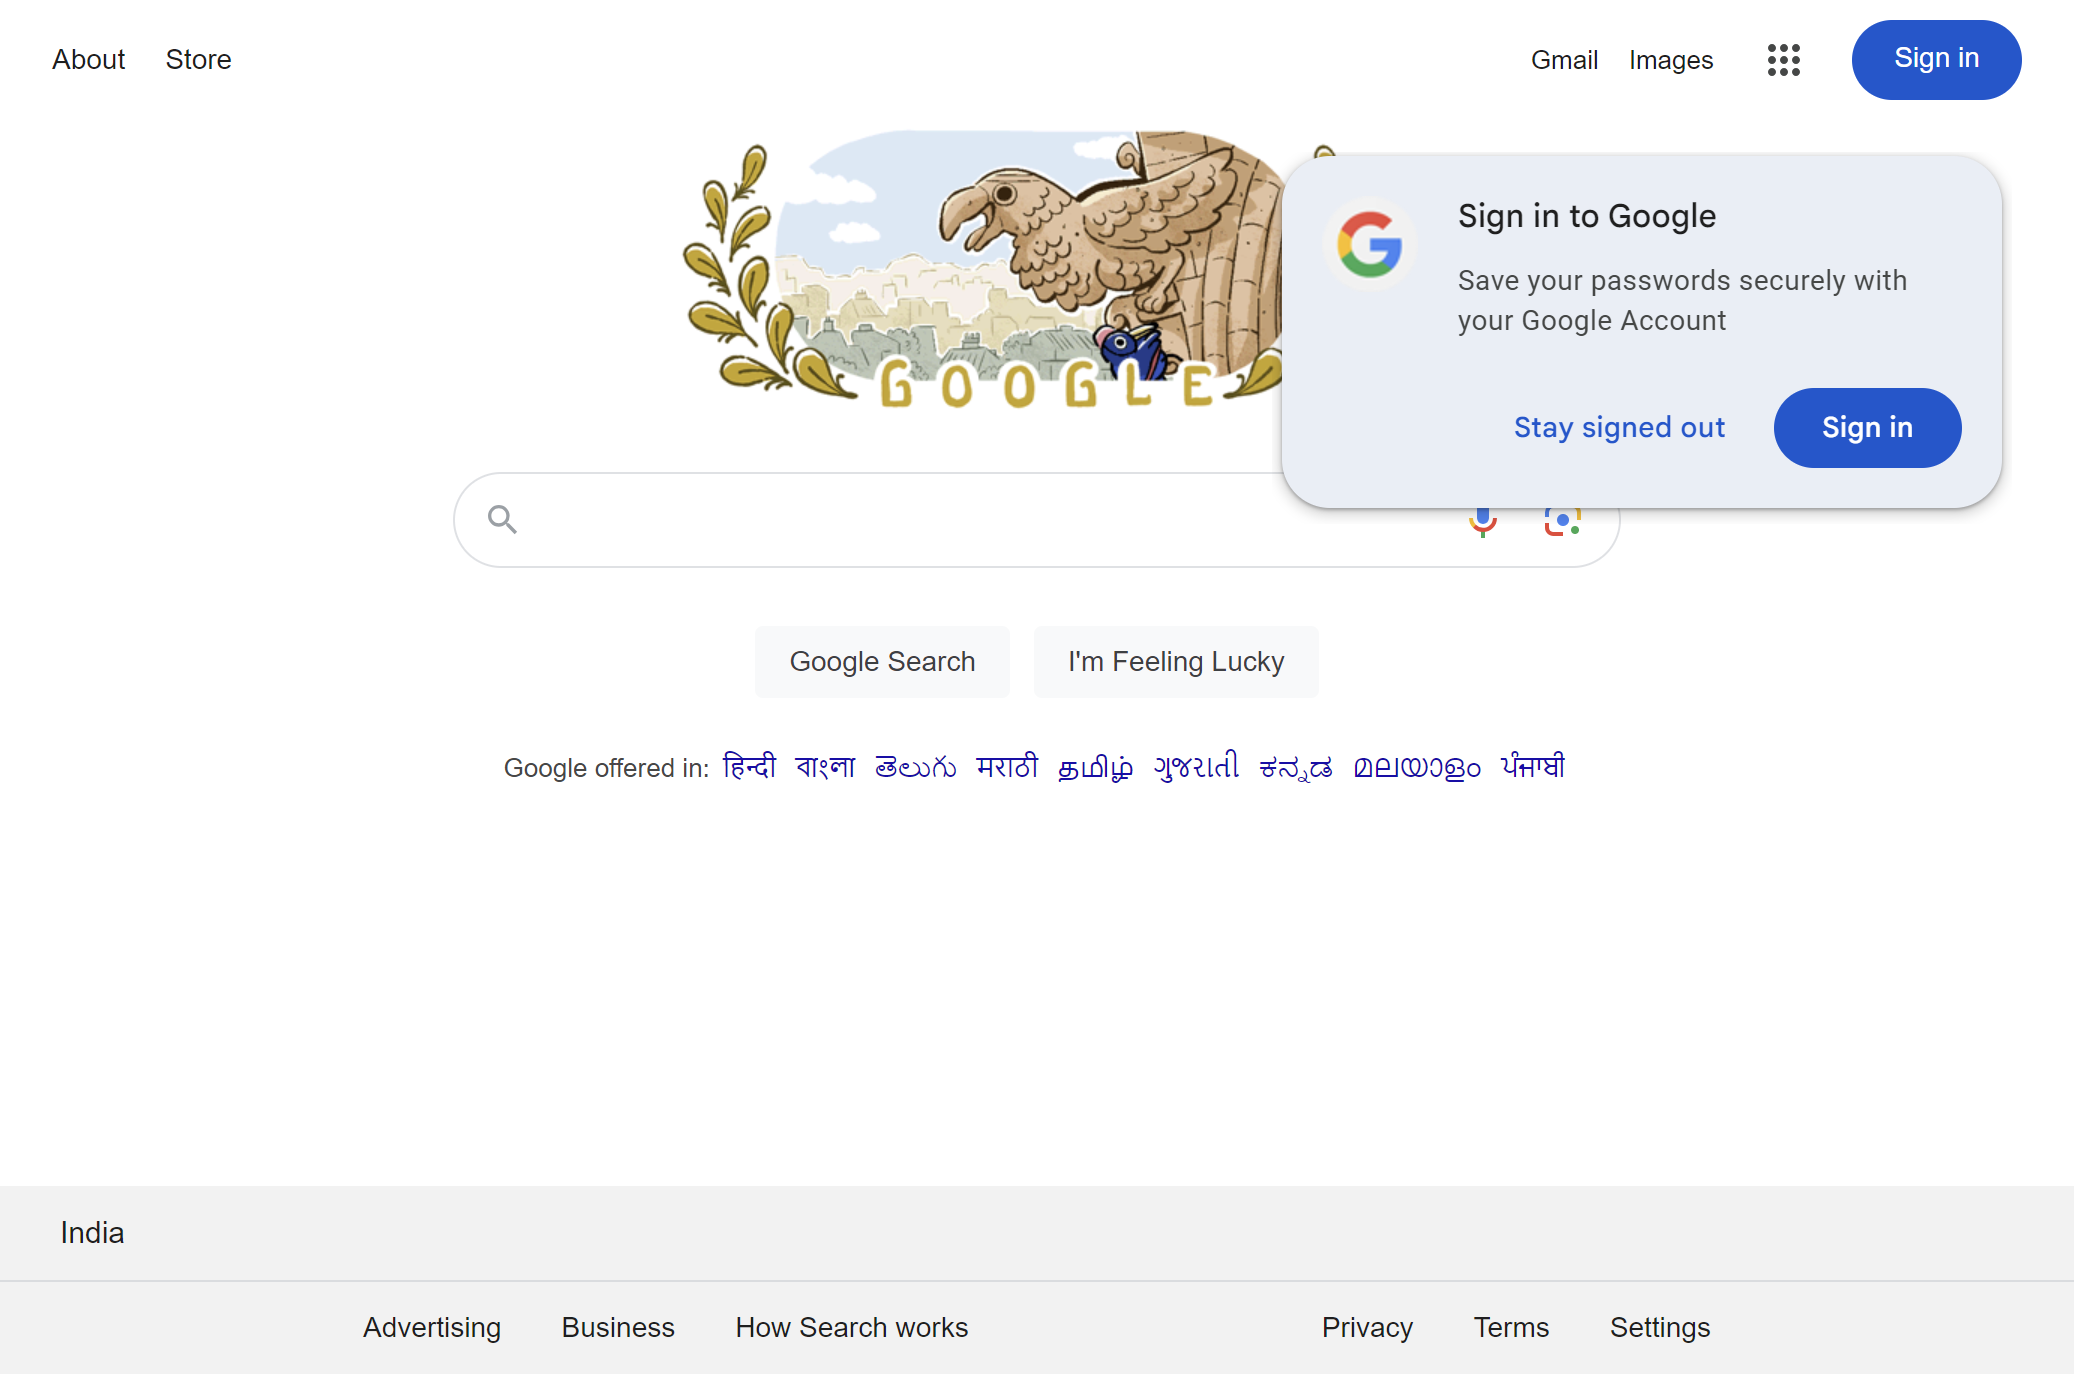 About Store
Gmail Images Sign in
GOOGLE
Sign in to Google
Save your passwords securely with
your Google Account
Stay signed out Sign in
Google Search I'm Feeling Lucky
Google offered in: हिन्दी বাংলা తెలుగు मराठी தமிழ் ગુજરાતી ಕನ್ನಡ മലയാളം ਪੰਜਾਬੀ
India
Advertising Business How Search works Privacy Terms Settings